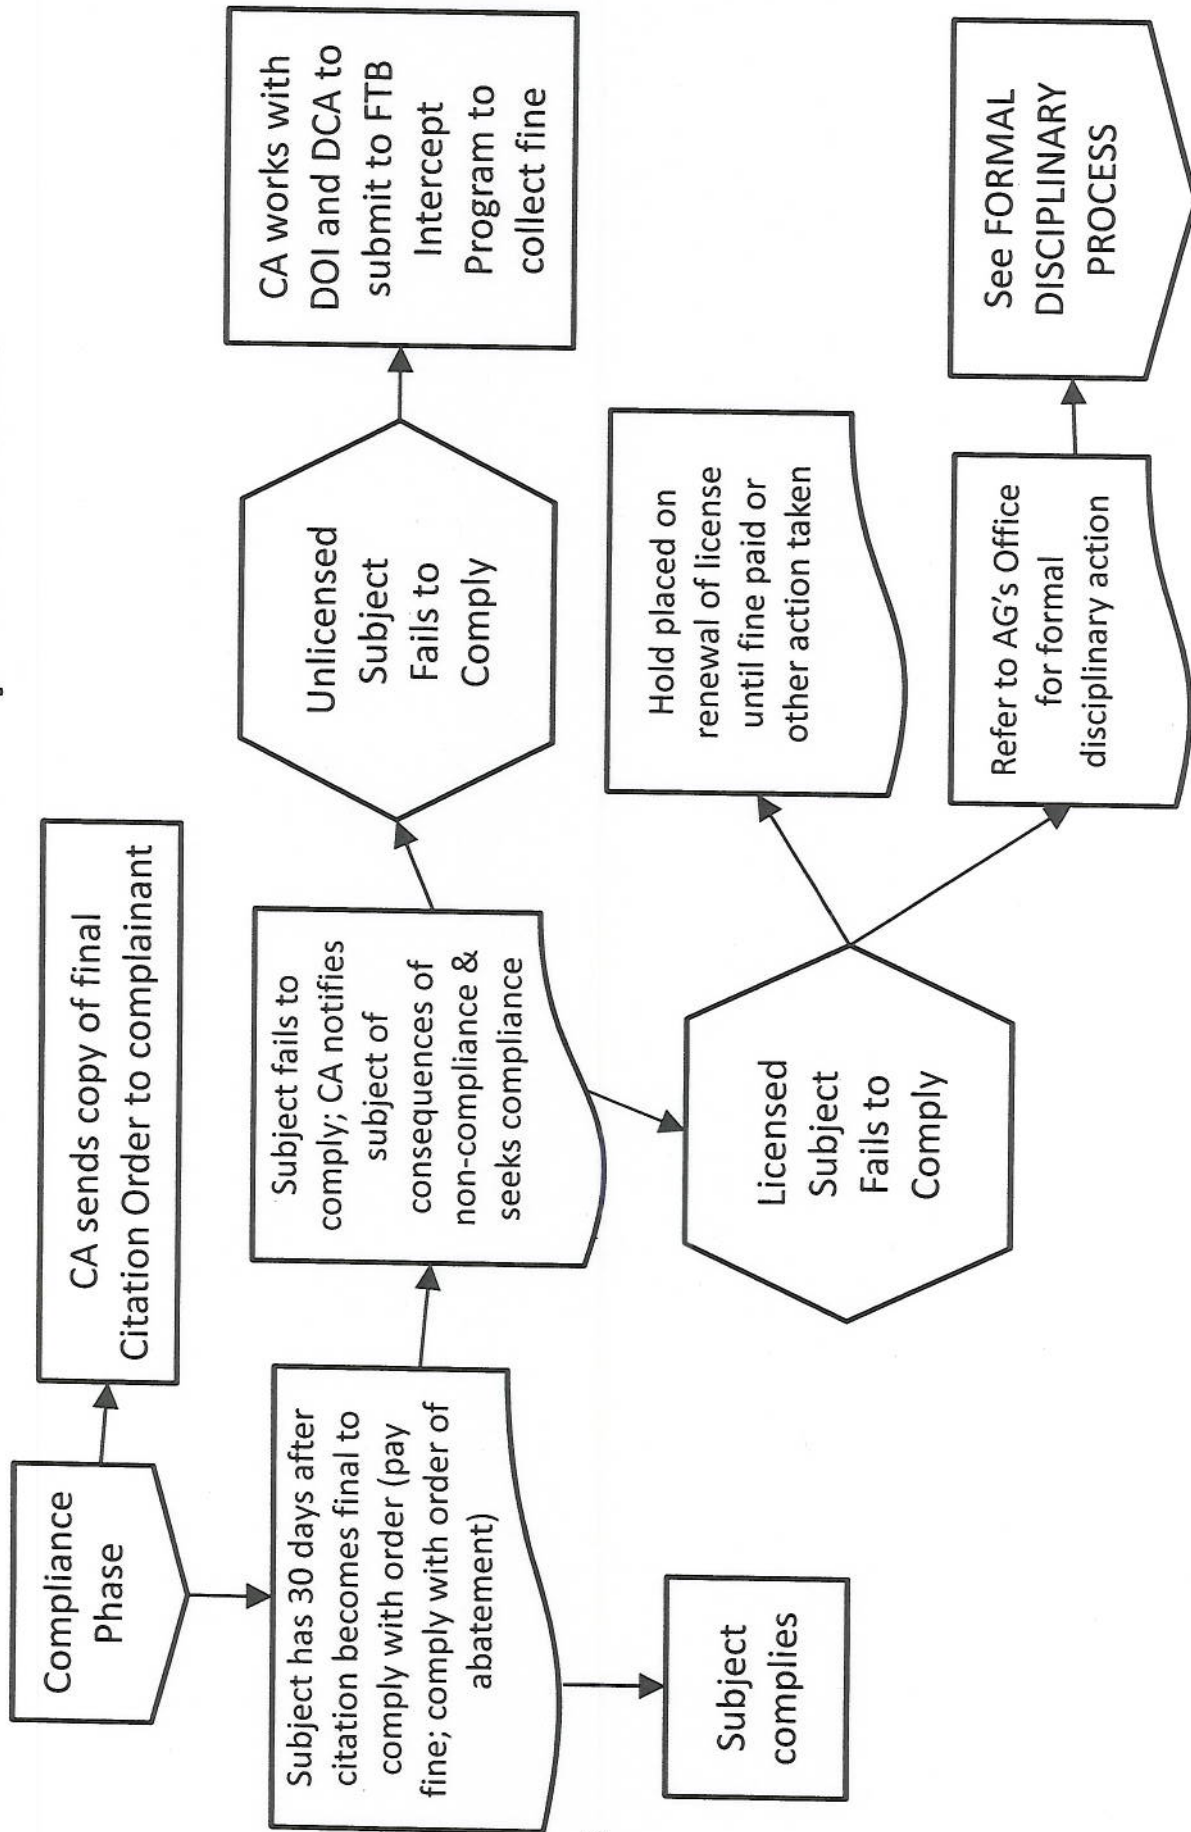 Compliance
Phase
CA sends copy of final
Citation Order to complainant
Subject has 30 days after
citation becomes final to
comply with order (pay
fine; comply with order of
abatement)
Subject fails to
comply; CA notifies
subject of
consequences of
non-compliance &
seeks compliance
Unlicensed
Subject
Fails to
Comply
CA works with
DOI and DCA to
submit to FTB
Intercept
Program to
collect fine
Subject
complies
Licensed
Subject
Fails to
Comply
Hold placed on
renewal of license
until fine paid or
other action taken
Refer to AG's Office
for formal
disciplinary action
See FORMAL
DISCIPLINARY
PROCESS